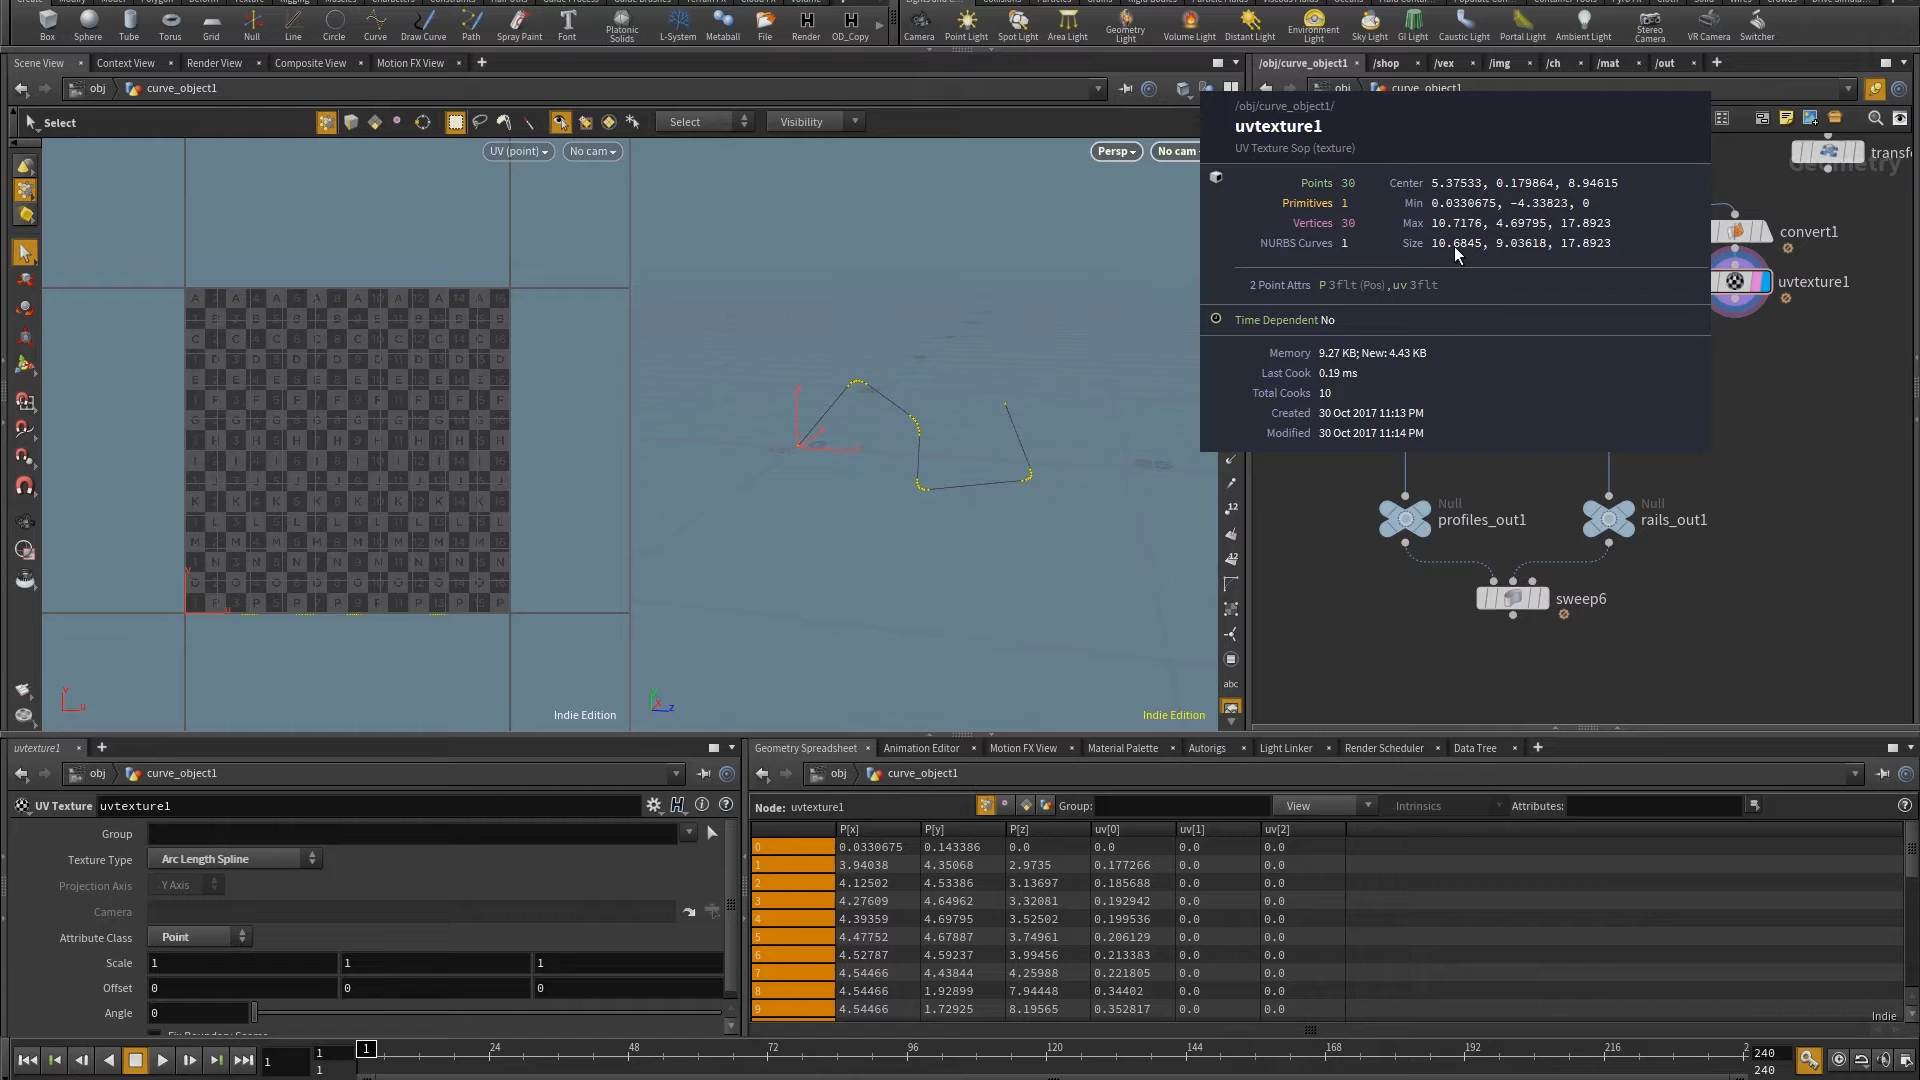 Box Sphere Tube Torus Grid Null Line Circle Curve Draw Curve Path Spray Paint Font Platonic Solids L-System Metaball File Render OD_Copy
Camera Point Light Spot Light Area Light Geometry Light Volume Light Distant Light Environment Light Sky Light GI Light Caustic Light Portal Light Ambient Light Stereo Camera VR Camera Switcher
Scene View × Context View × Render View × Composite View × Motion FX View × +
/obj/curve_object1 × /shop × /vex × /img × /ch × /mat × /out × +
obj curve_object1
obj curve_object1
Select
Select
Visibility
UV (point)
No cam
Persp
No cam
/obj/curve_object1/
uvtexture1
UV Texture Sop (texture)
Points 30 Center 5.37533, 0.179864, 8.94615
Primitives 1 Min 0.0330675, -4.33823, 0
Vertices 30 Max 10.7176, 4.69795, 17.8923
NURBS Curves 1 Size 10.6845, 9.03618, 17.8923
2 Point Attrs P 3flt (Pos) , uv 3flt
Time Dependent No
Memory 9.27 KB; New: 4.43 KB
Last Cook 0.19 ms
Total Cooks 10
Created 30 Oct 2017 11:13 PM
Modified 30 Oct 2017 11:14 PM
Geometry
transfo
convert1
uvtexture1
Null
profiles_out1
Null
rails_out1
sweep6
12
12
abc
v
u
v
u
Indie Edition
z
Indie Edition
uvtexture1 × +
obj curve_object1
UV Texture uvtexture1
Group
Texture Type Arc Length Spline
Projection Axis Y Axis
Camera
Attribute Class Point
Scale 1 1 1
Offset 0 0 0
Angle 0
Geometry Spreadsheet × Animation Editor × Motion FX View × Material Palette × Autorigs × Light Linker × Render Scheduler × Data Tree × +
obj curve_object1
Node: uvtexture1 Group: View Intrinsics Attributes:
P[x] P[y] P[z] uv[0] uv[1] uv[2]
0 0.0330675 0.143386 0.0 0.0 0.0 0.0
1 3.94038 4.35068 2.9735 0.177266 0.0 0.0
2 4.12502 4.53386 3.13697 0.185688 0.0 0.0
3 4.27609 4.64962 3.32081 0.192942 0.0 0.0
4 4.39359 4.69795 3.52502 0.199536 0.0 0.0
5 4.47752 4.67887 3.74961 0.206129 0.0 0.0
6 4.52787 4.59237 3.99456 0.213383 0.0 0.0
7 4.54466 4.43844 4.25988 0.221805 0.0 0.0
8 4.54466 1.92899 7.94448 0.34402 0.0 0.0
9 4.54466 1.72925 8.19565 0.352817 0.0 0.0
Indie
1
1
1
1 24 48 72 96 120 144 168 192 216 2
240
240